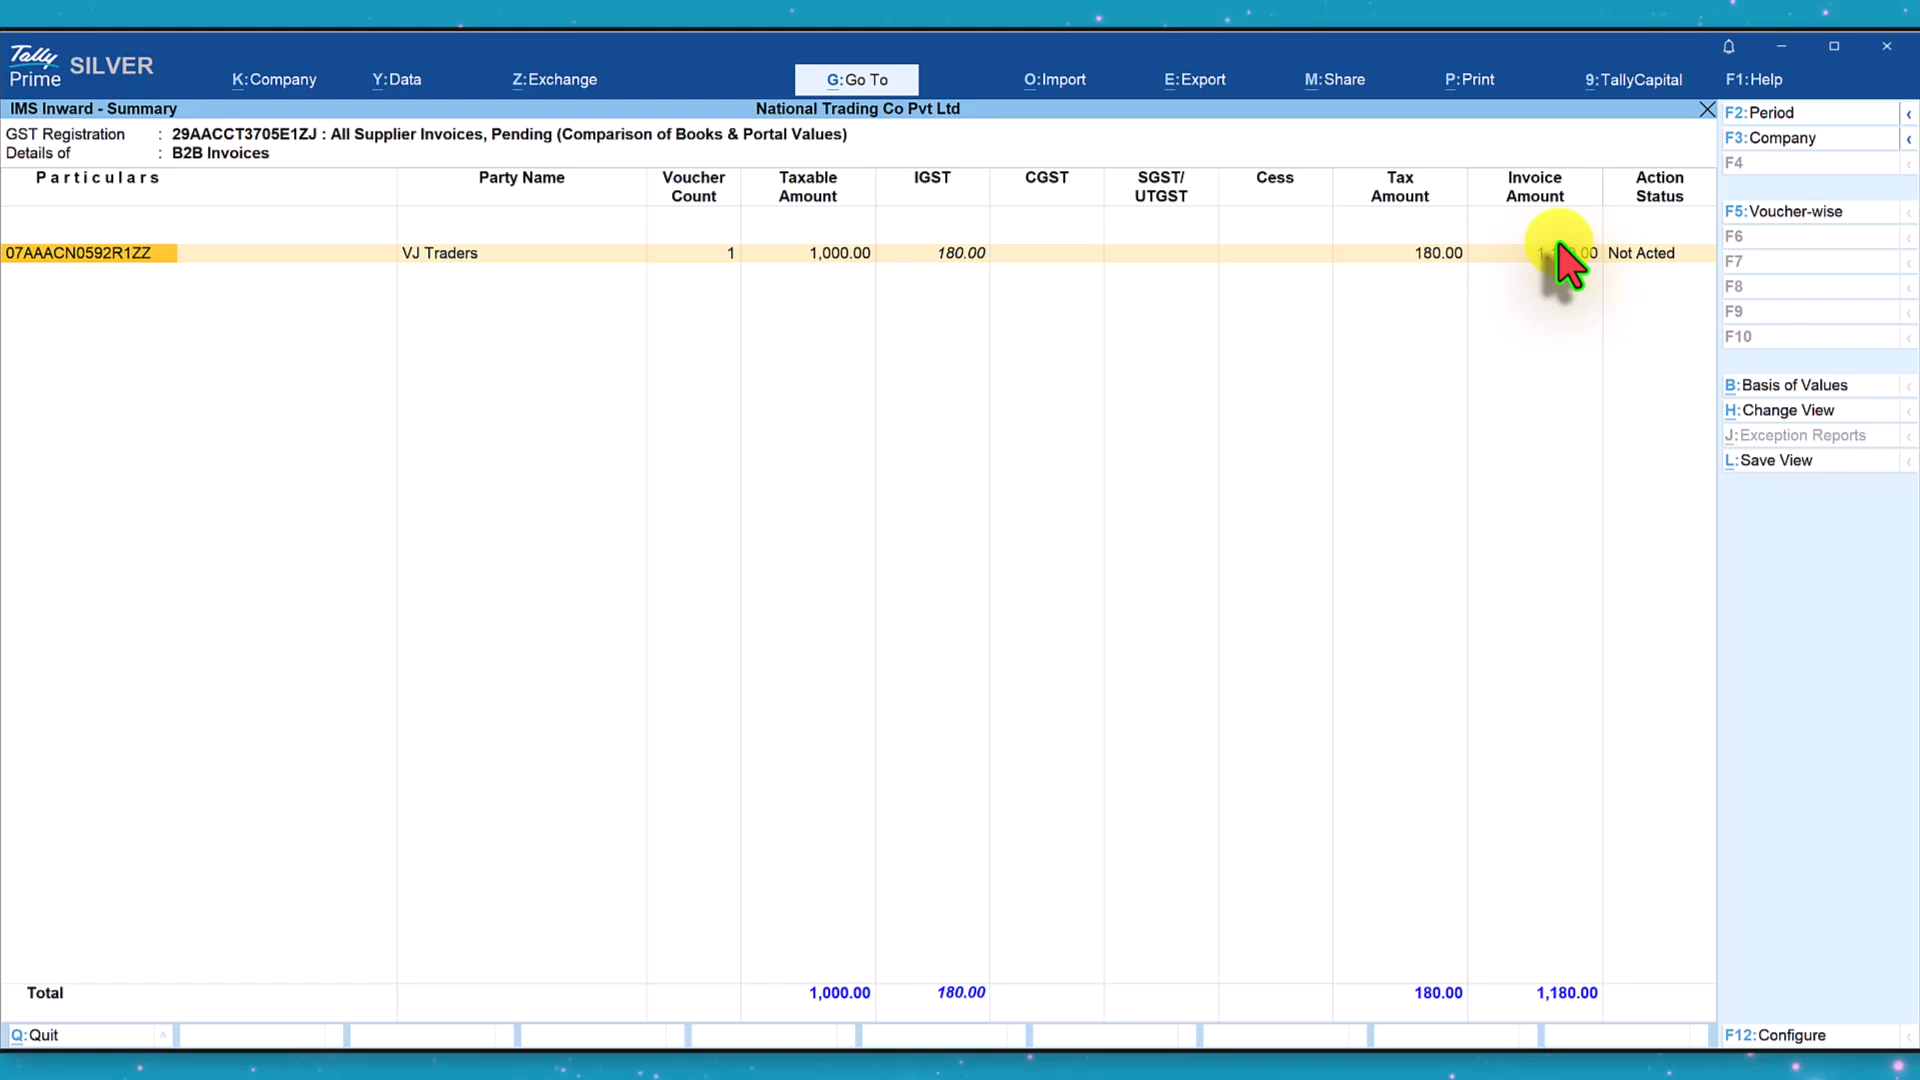 Tally
Prime SILVER
K:Company Y:Data Z:Exchange G:Go To O:Import E:Export M:Share P:Print 9:TallyCapital F1:Help
IMS Inward - Summary National Trading Co Pvt Ltd
GST Registration : 29AACCT3705E1ZJ : All Supplier Invoices, Pending (Comparison of Books & Portal Values)
Details of : B2B Invoices
Particulars Party Name Voucher Taxable IGST CGST SGST/ Cess Tax Invoice Action
Count Amount UTGST Amount Amount Status
07AAACN0592R1ZZ VJ Traders 1 1,000.00 180.00 180.00 Not Acted
Total 1,000.00 180.00 180.00 1,180.00
Q:Quit
F2:Period
F3:Company
F4
F5:Voucher-wise
F6
F7
F8
F9
F10
B:Basis of Values
H:Change View
J:Exception Reports
L:Save View
F12:Configure